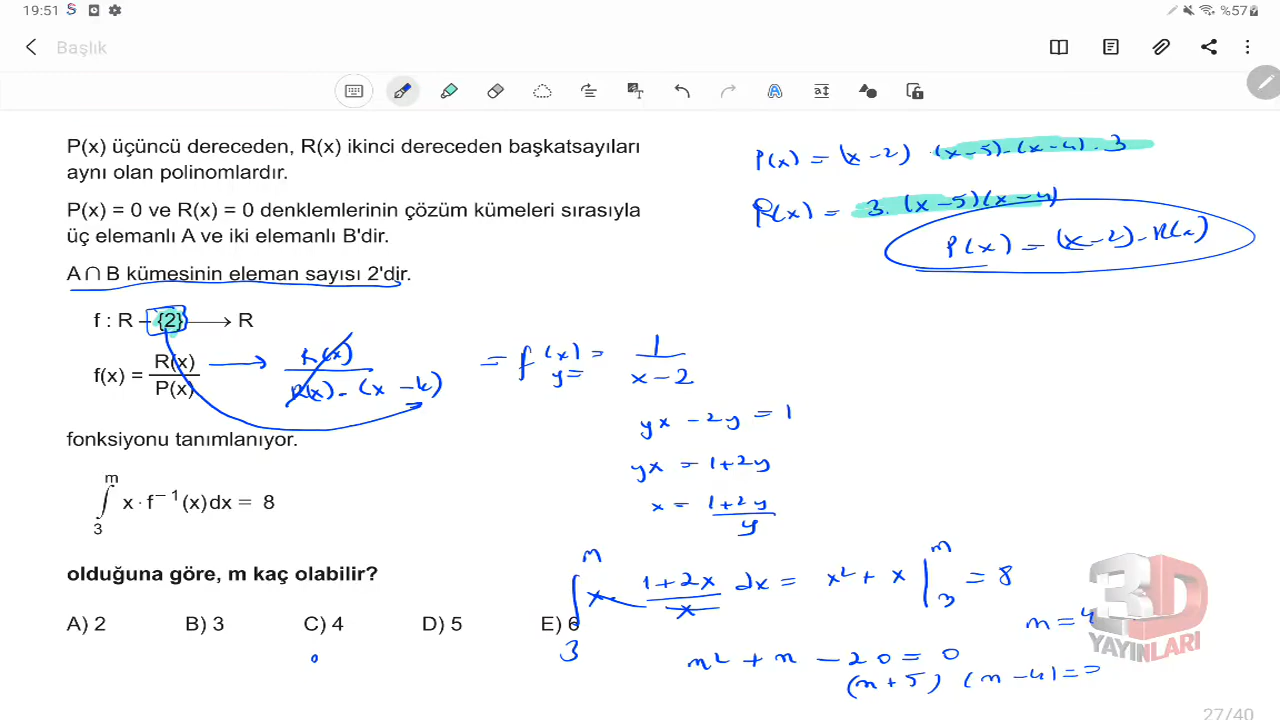 19:51
%57
Başlık
P(x) üçüncü dereceden, R(x) ikinci dereceden başkatsayıları
aynı olan polinomlardır.
P(x) = 0 ve R(x) = 0 denklemlerinin çözüm kümeleri sırasıyla
üç elemanlı A ve iki elemanlı B'dir.
A∩B kümesinin eleman sayısı 2'dir.
f : R – {2} ⟶ R
f(x) = R(x)/P(x)
fonksiyonu tanımlanıyor.
∫₃ᵐ x · f⁻¹(x)dx = 8
olduğuna göre, m kaç olabilir?
A) 2 B) 3 C) 4 D) 5 E) 6
P(x) = (x-2) · (x-5)-(x-4) . 3
R(x) = 3. (x-5)(x-4)
P(x) = (x-2) - R(x)
→ R(x)/R(x) - (x-k) = f(x) = 1/x-2
y=
yx - 2y = 1
yx = 1+2y
x = 1+2y/y
∫₃ᵐ x 1+2x/x dx = x² + x |₃ᵐ = 8
m = 4
m² + m - 20 = 0
(m+5) (m-4) =
3D
YAYINLARI
27/40